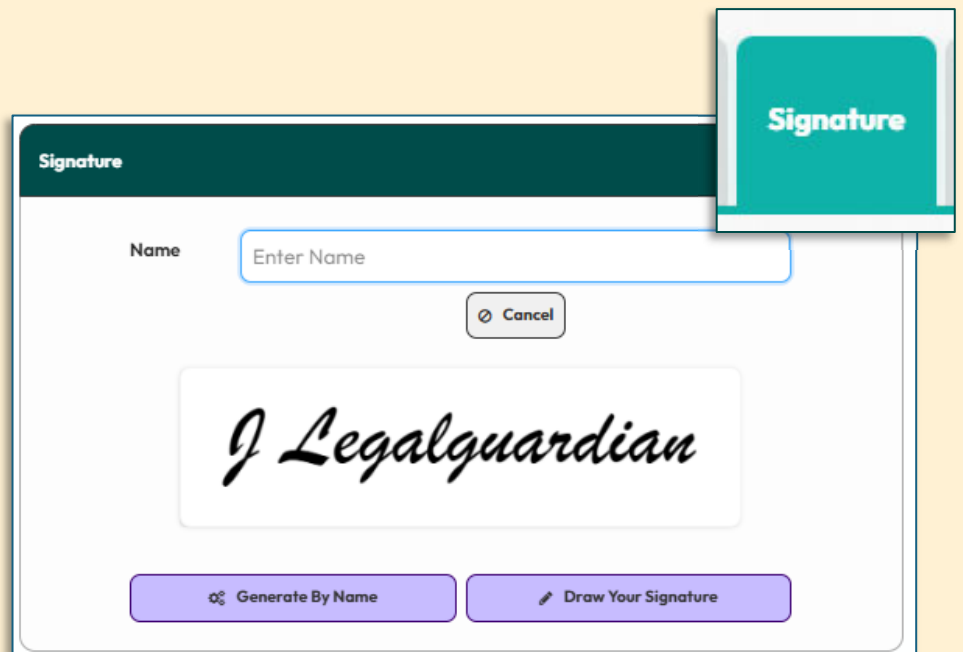 Signature
Signature
Name
Enter Name
Cancel
J Legalguardian
Generate By Name
Draw Your Signature